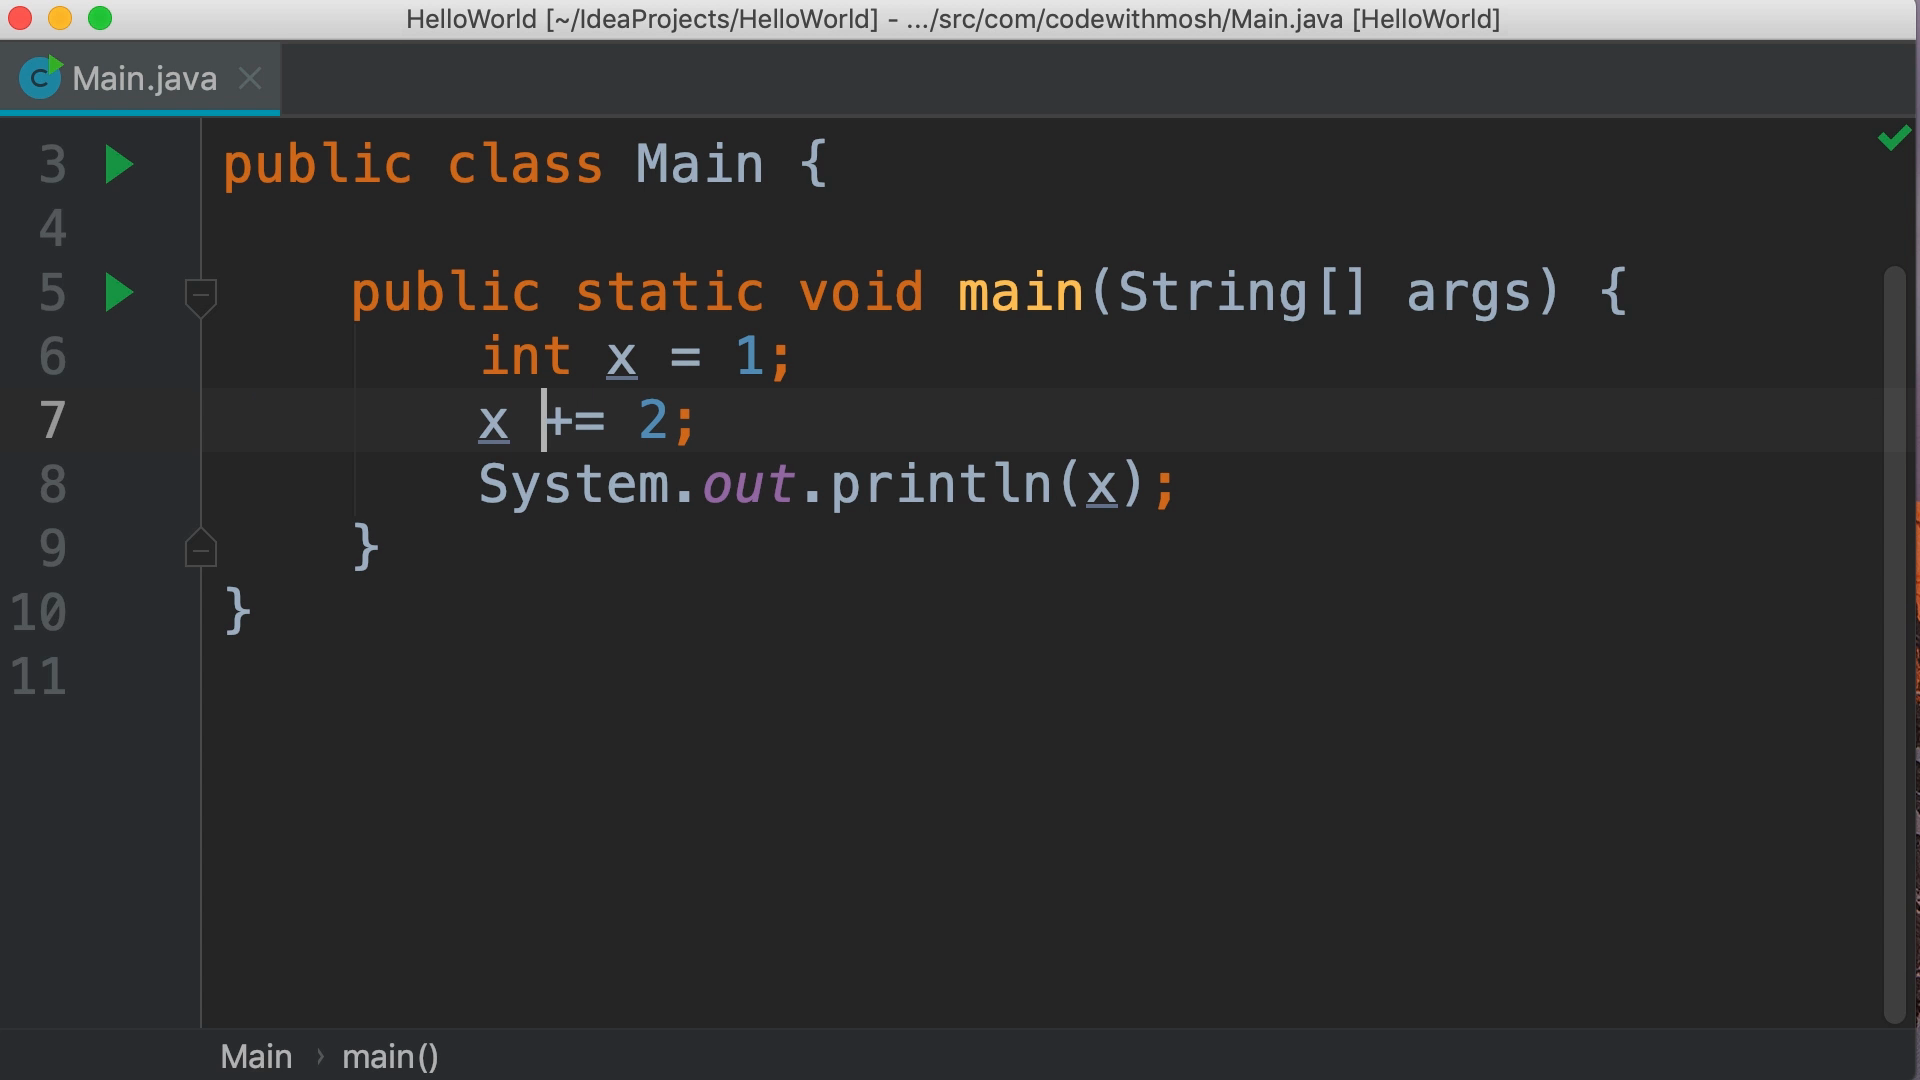 HelloWorld [~/IdeaProjects/HelloWorld] - .../src/com/codewithmosh/Main.java [HelloWorld]
C Main.java
3 public class Main {
4
5 public static void main(String[] args) {
6 int x = 1;
7 x += 2;
8 System.out.println(x);
9 }
10 }
11
Main › main()